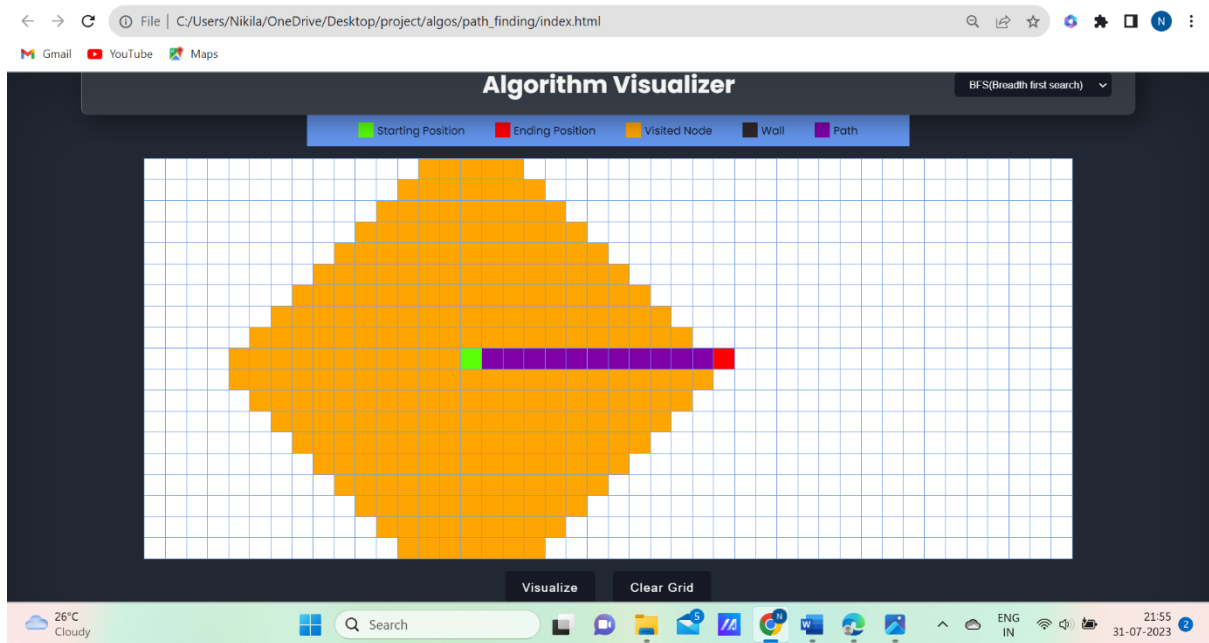 File | C:/Users/Nikila/OneDrive/Desktop/project/algos/path_finding/index.html N
Gmail YouTube Maps
Algorithm Visualizer BFS(Breadth first search)
Starting Position Ending Position Visited Node Wall Path
Visualize Clear Grid
26°C
Cloudy
Search
5
N
W
ENG
IN
21:55
31-07-2023
2